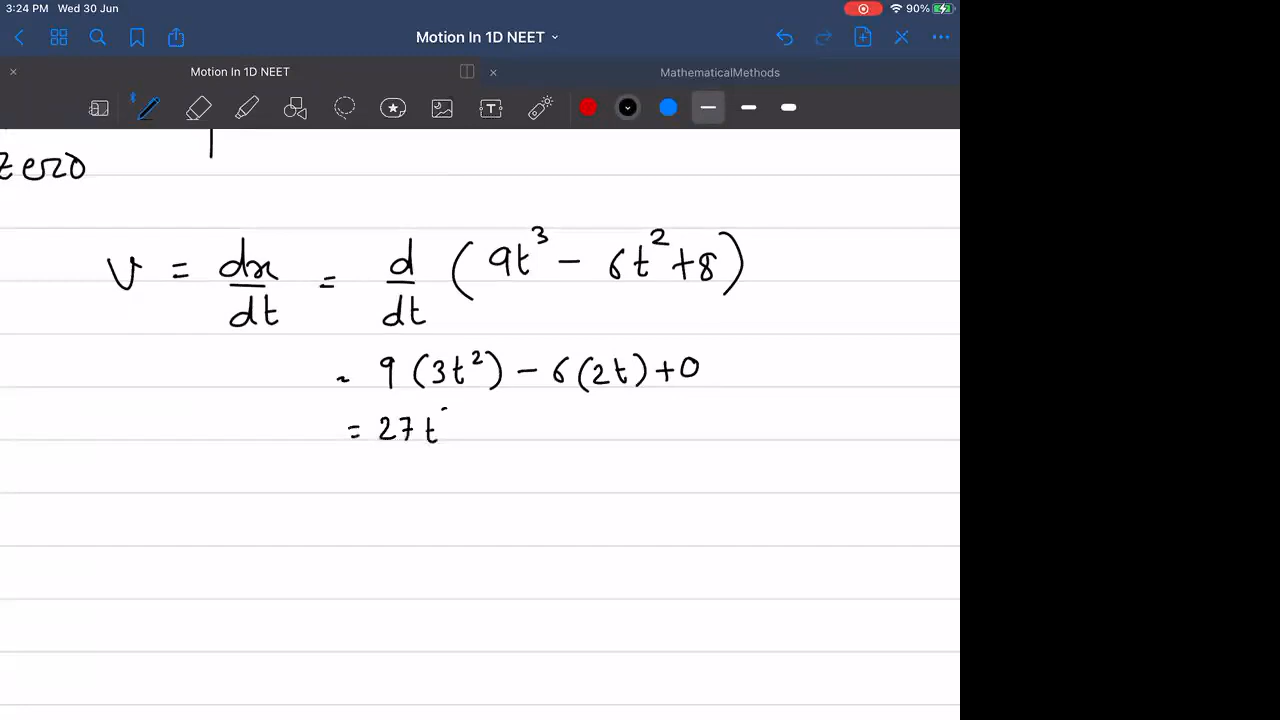 3:24 PM Wed 30 Jun 90%
Motion In 1D NEET
Motion In 1D NEET MathematicalMethods
zero
v = dx/dt = d/dt (9t³ - 6t² + 8)
= 9 (3t²) - 6 (2t) + 0
= 27t